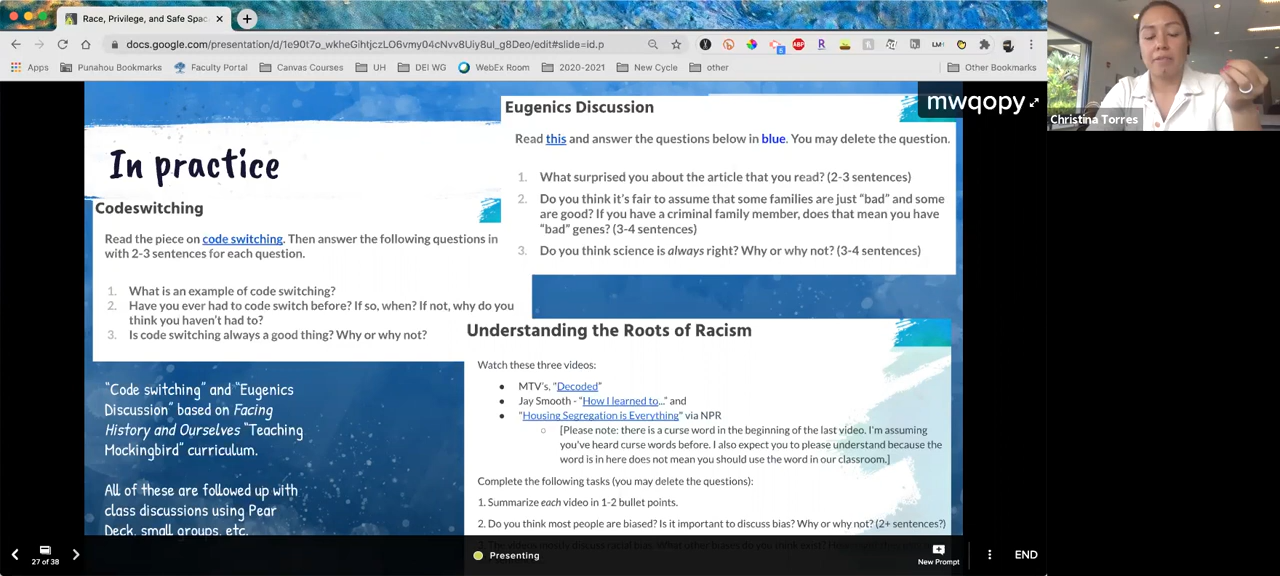 Race, Privilege, and Safe Spac
docs.google.com/presentation/d/1e90t7o_wkheGihtjczLO6vmy04cNvv8Uiy8ul_g8Deo/edit#slide=id.p
Apps
Punahou Bookmarks
Faculty Portal
Canvas Courses
UH
DEI WG
WebEx Room
2020-2021
New Cycle
other
Other Bookmarks
mwqopy
Christina Torres
In practice
Codeswitching
Read the piece on code switching. Then answer the following questions in
with 2-3 sentences for each question.
1. What is an example of code switching?
2. Have you ever had to code switch before? If so, when? If not, why do you
think you haven't had to?
3. Is code switching always a good thing? Why or why not?
"Code switching" and "Eugenics
Discussion" based on Facing
History and Ourselves "Teaching
Mockingbird" curriculum.
All of these are followed up with
class discussions using Pear
Deck, small groups, etc.
Eugenics Discussion
Read this and answer the questions below in blue. You may delete the question.
1. What surprised you about the article that you read? (2-3 sentences)
2. Do you think it's fair to assume that some families are just "bad" and some
are good? If you have a criminal family member, does that mean you have
"bad" genes? (3-4 sentences)
3. Do you think science is always right? Why or why not? (3-4 sentences)
Understanding the Roots of Racism
Watch these three videos:
● MTV's, "Decoded"
● Jay Smooth - "How I learned to..." and
● "Housing Segregation is Everything" via NPR
○ [Please note: there is a curse word in the beginning of the last video. I'm assuming
you've heard curse words before. I also expect you to please understand because the
word is in here does not mean you should use the word in our classroom.]
Complete the following tasks (you may delete the questions):
1. Summarize each video in 1-2 bullet points.
2. Do you think most people are biased? Is it important to discuss bias? Why or why not? (2+ sentences?)
27 of 38
Presenting
New Prompt
END